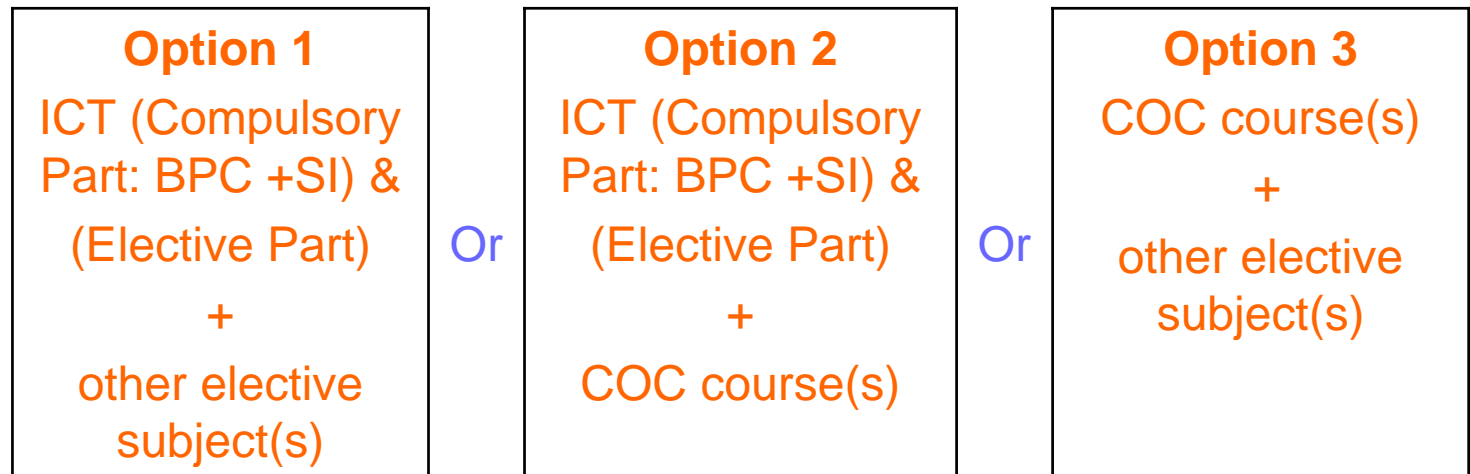 Option 1
ICT (Compulsory
Part: BPC +SI) &
(Elective Part)
+
other elective
subject(s)
Or
Option 2
ICT (Compulsory
Part: BPC +SI) &
(Elective Part)
+
COC course(s)
Or
Option 3
COC course(s)
+
other elective
subject(s)